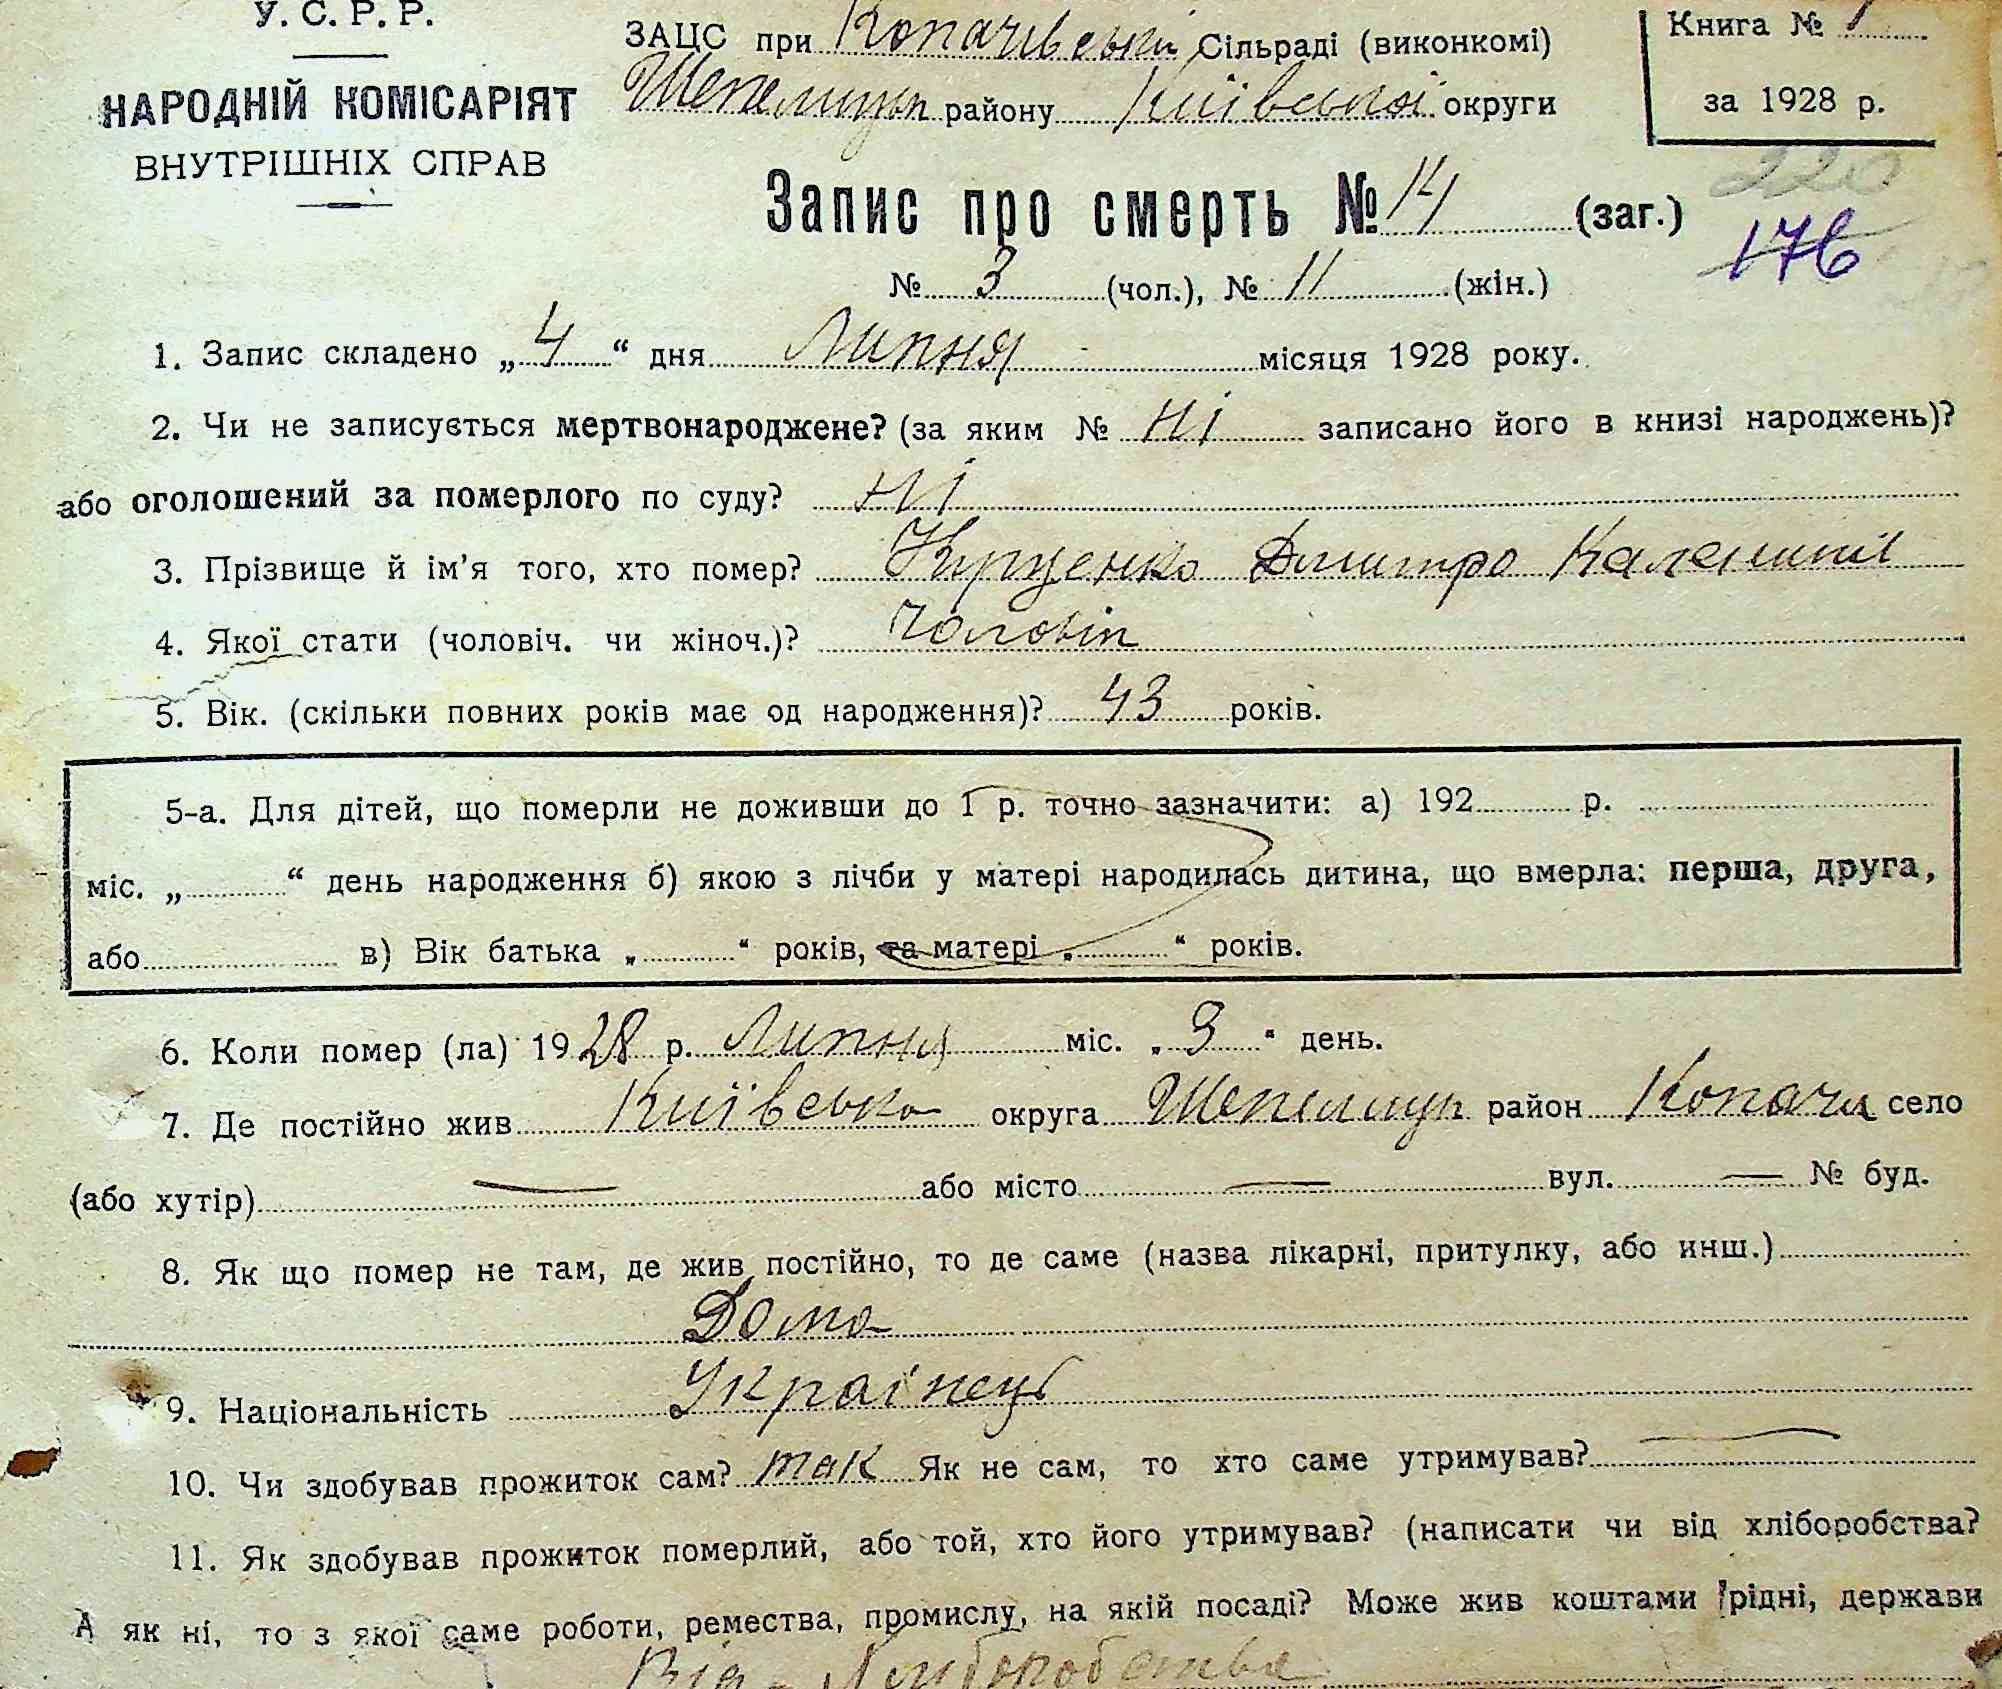 У. С. Р. Р.
НАРОДНІЙ КОМІСАРІЯТ
ВНУТРІШНІХ СПРАВ
ЗАЦС при Копачівській Сільраді (виконкомі)
Шепелицьк району Київської округи
Книга №
за 1928 р.
220
176
Запис про смерть № 14 (заг.)
№ 3 (чол.), № 11 (жін.)
1. Запис складено „ 4 “ дня Липня місяця 1928 року.
2. Чи не записується мертвонароджене? (за яким № Ні записано його в книзі народжень)?
або оголошений за померлого по суду? Ні
3. Прізвище й ім’я того, хто помер? Куценко Дмитро
4. Якої стати (чоловіч. чи жіноч.)? Чоловіч
5. Вік. (скільки повних років має од народження)? 43 років.
5-а. Для дітей, що померли не доживши до 1 р. точно зазначити: а) 192 р.
міс. „ “ день народження б) якою з лічби у матері народилась дитина, що вмерла: перша, друга,
або в) Вік батька „ “ років, та матері „ “ років.
6. Коли помер (ла) 1928 р. Липня міс. „ 3 “ день.
7. Де постійно жив Київська округа Шепелицьк район Копачи село
(або хутір) — або місто — вул. — № буд.
8. Як що помер не там, де жив постійно, то де саме (назва лікарні, притулку, або инш.)
Дома
9. Національність Українець
10. Чи здобував прожиток сам? так Як не сам, то хто саме утримував? —
11. Як здобував прожиток померлий, або той, хто його утримував? (написати чи від хліборобства?
А як ні, то з якої саме роботи, ремества, промислу, на якій посаді? Може жив коштами рідні, держави
Від Хліборобства